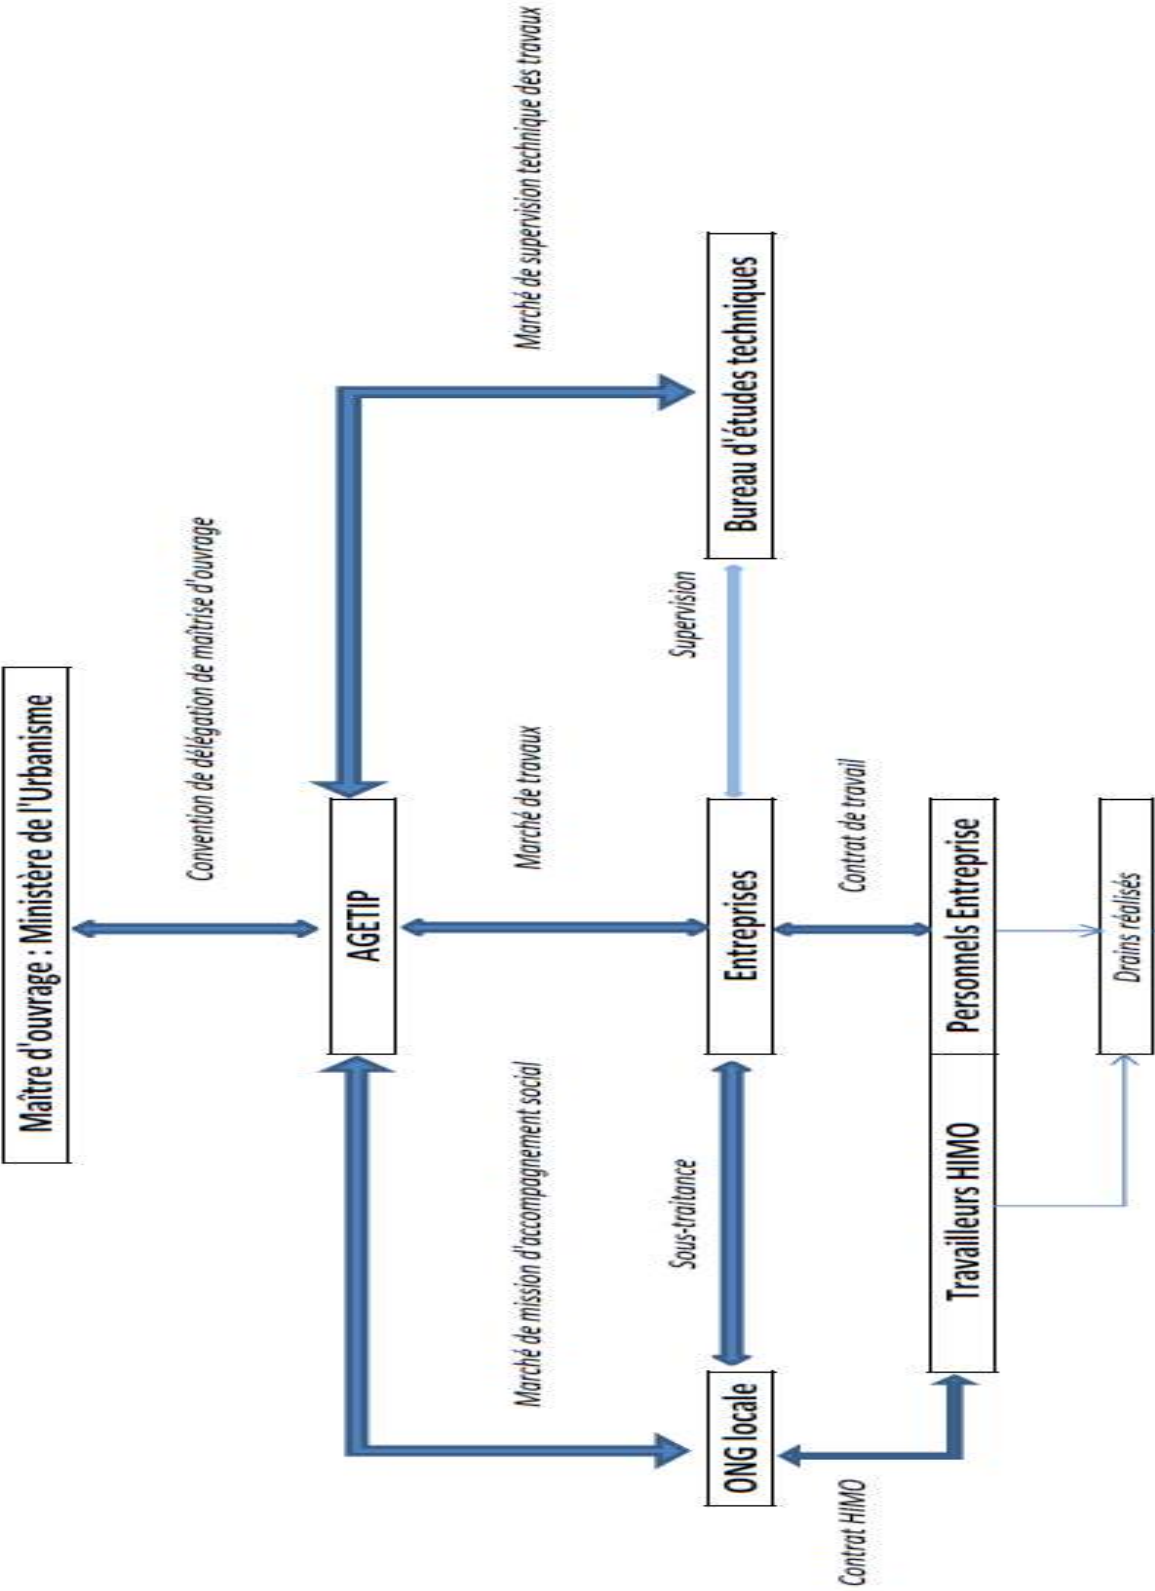 Maître d'ouvrage : Ministère de l'Urbanisme
Convention de délégation de maîtrise d'ouvrage
AGETIP
Marché de mission d'accompagnement social
Marché de travaux
Marché de supervision technique des travaux
Sous-traitance
Supervision
ONG locale
Entreprises
Bureau d'études techniques
Contrat HIMO
Contrat de travail
Travailleurs HIMO
Personnels Entreprise
Drains réalisés